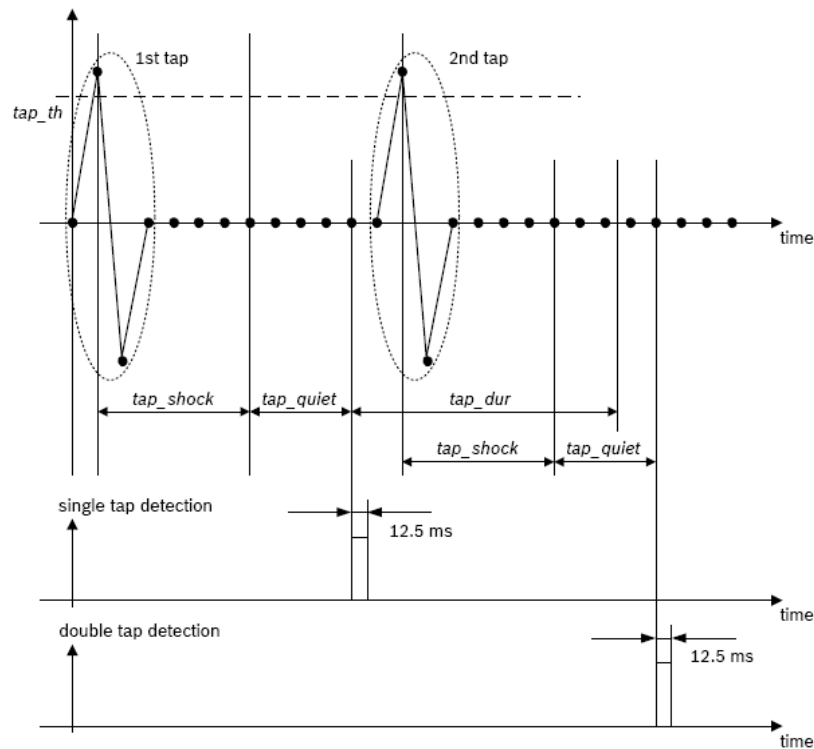 1st tap
2nd tap
tap_th
time
tap_shock
tap_quiet
tap_dur
tap_shock
tap_quiet
single tap detection
12.5 ms
time
double tap detection
12.5 ms
time